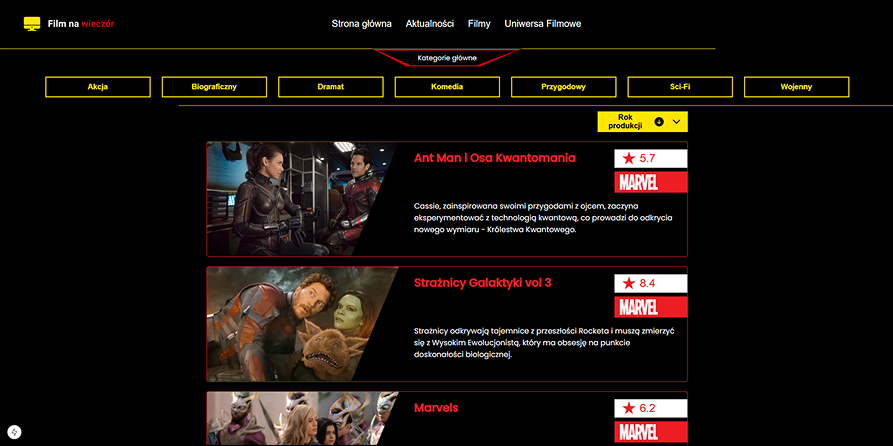 Film na wieczór
Strona główna Aktualności Filmy Uniwersa Filmowe
Kategorie główne
Akcja Biograficzny Dramat Komedia Przygodowy Sci-Fi Wojenny
Rok
produkcji
Ant Man i Osa Kwantomania
5.7
MARVEL
Cassie, zainspirowana swoimi przygodami z ojcem, zaczyna
eksperymentować z technologią kwantową, co prowadzi do odkrycia
nowego wymiaru - Królestwa Kwantowego.
Strażnicy Galaktyki vol 3
8.4
MARVEL
Strażnicy odkrywają tajemnice z przeszłości Rocketa i muszą zmierzyć
się z Wysokim Ewolucjonistą, który ma obsesję na punkcie
doskonałości biologicznej.
Marvels
6.2
MARVEL